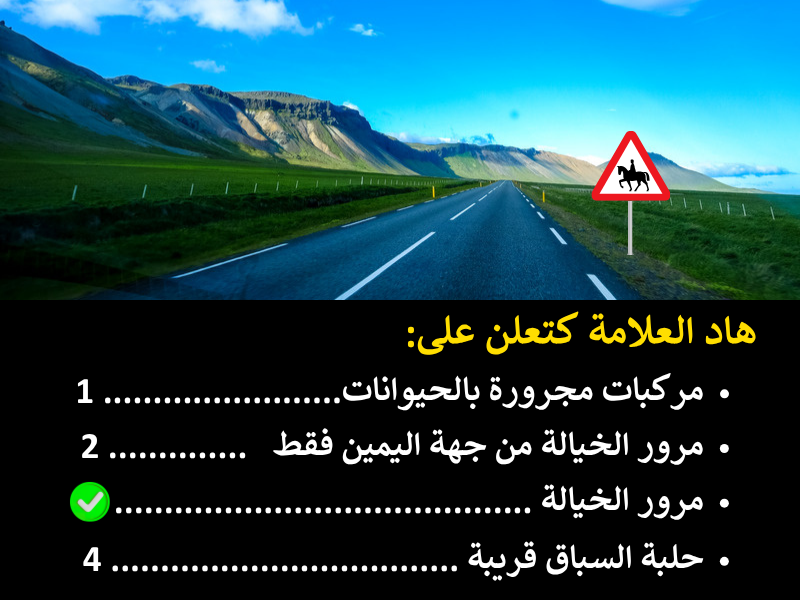 هاد العلامة كتعلن على:
• مركبات مجرورة بالحيوانات........................ 1
• مرور الخيالة من جهة اليمين فقط .............. 2
• مرور الخيالة ..........................................
• حلبة السباق قريبة ................................... 4